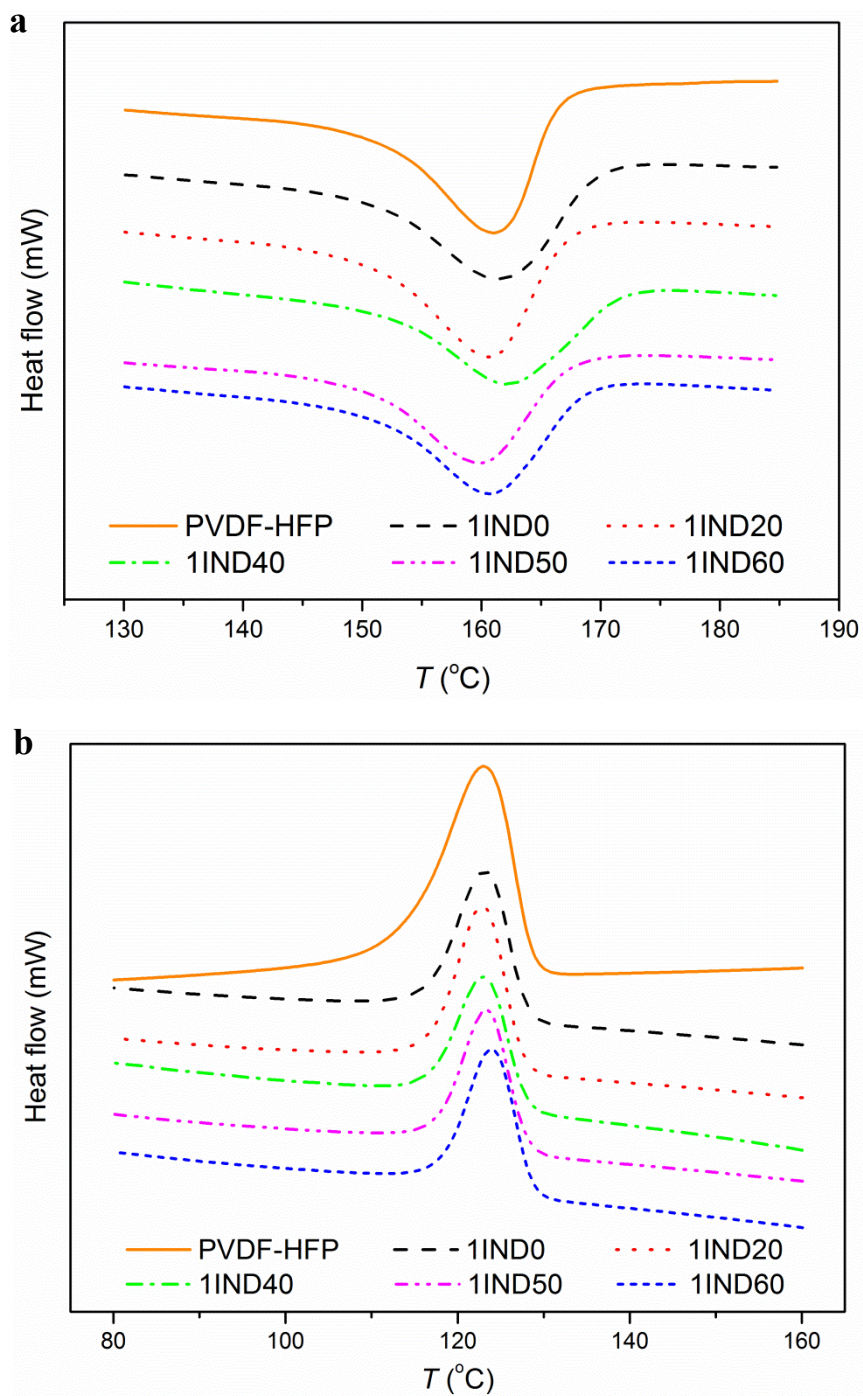 a
Heat flow (mW)
PVDF-HFP 1IND0 1IND20
1IND40 1IND50 1IND60
130 140 150 160 170 180 190
T (°C)
b
Heat flow (mW)
PVDF-HFP 1IND0 1IND20
1IND40 1IND50 1IND60
80 100 120 140 160
T (°C)